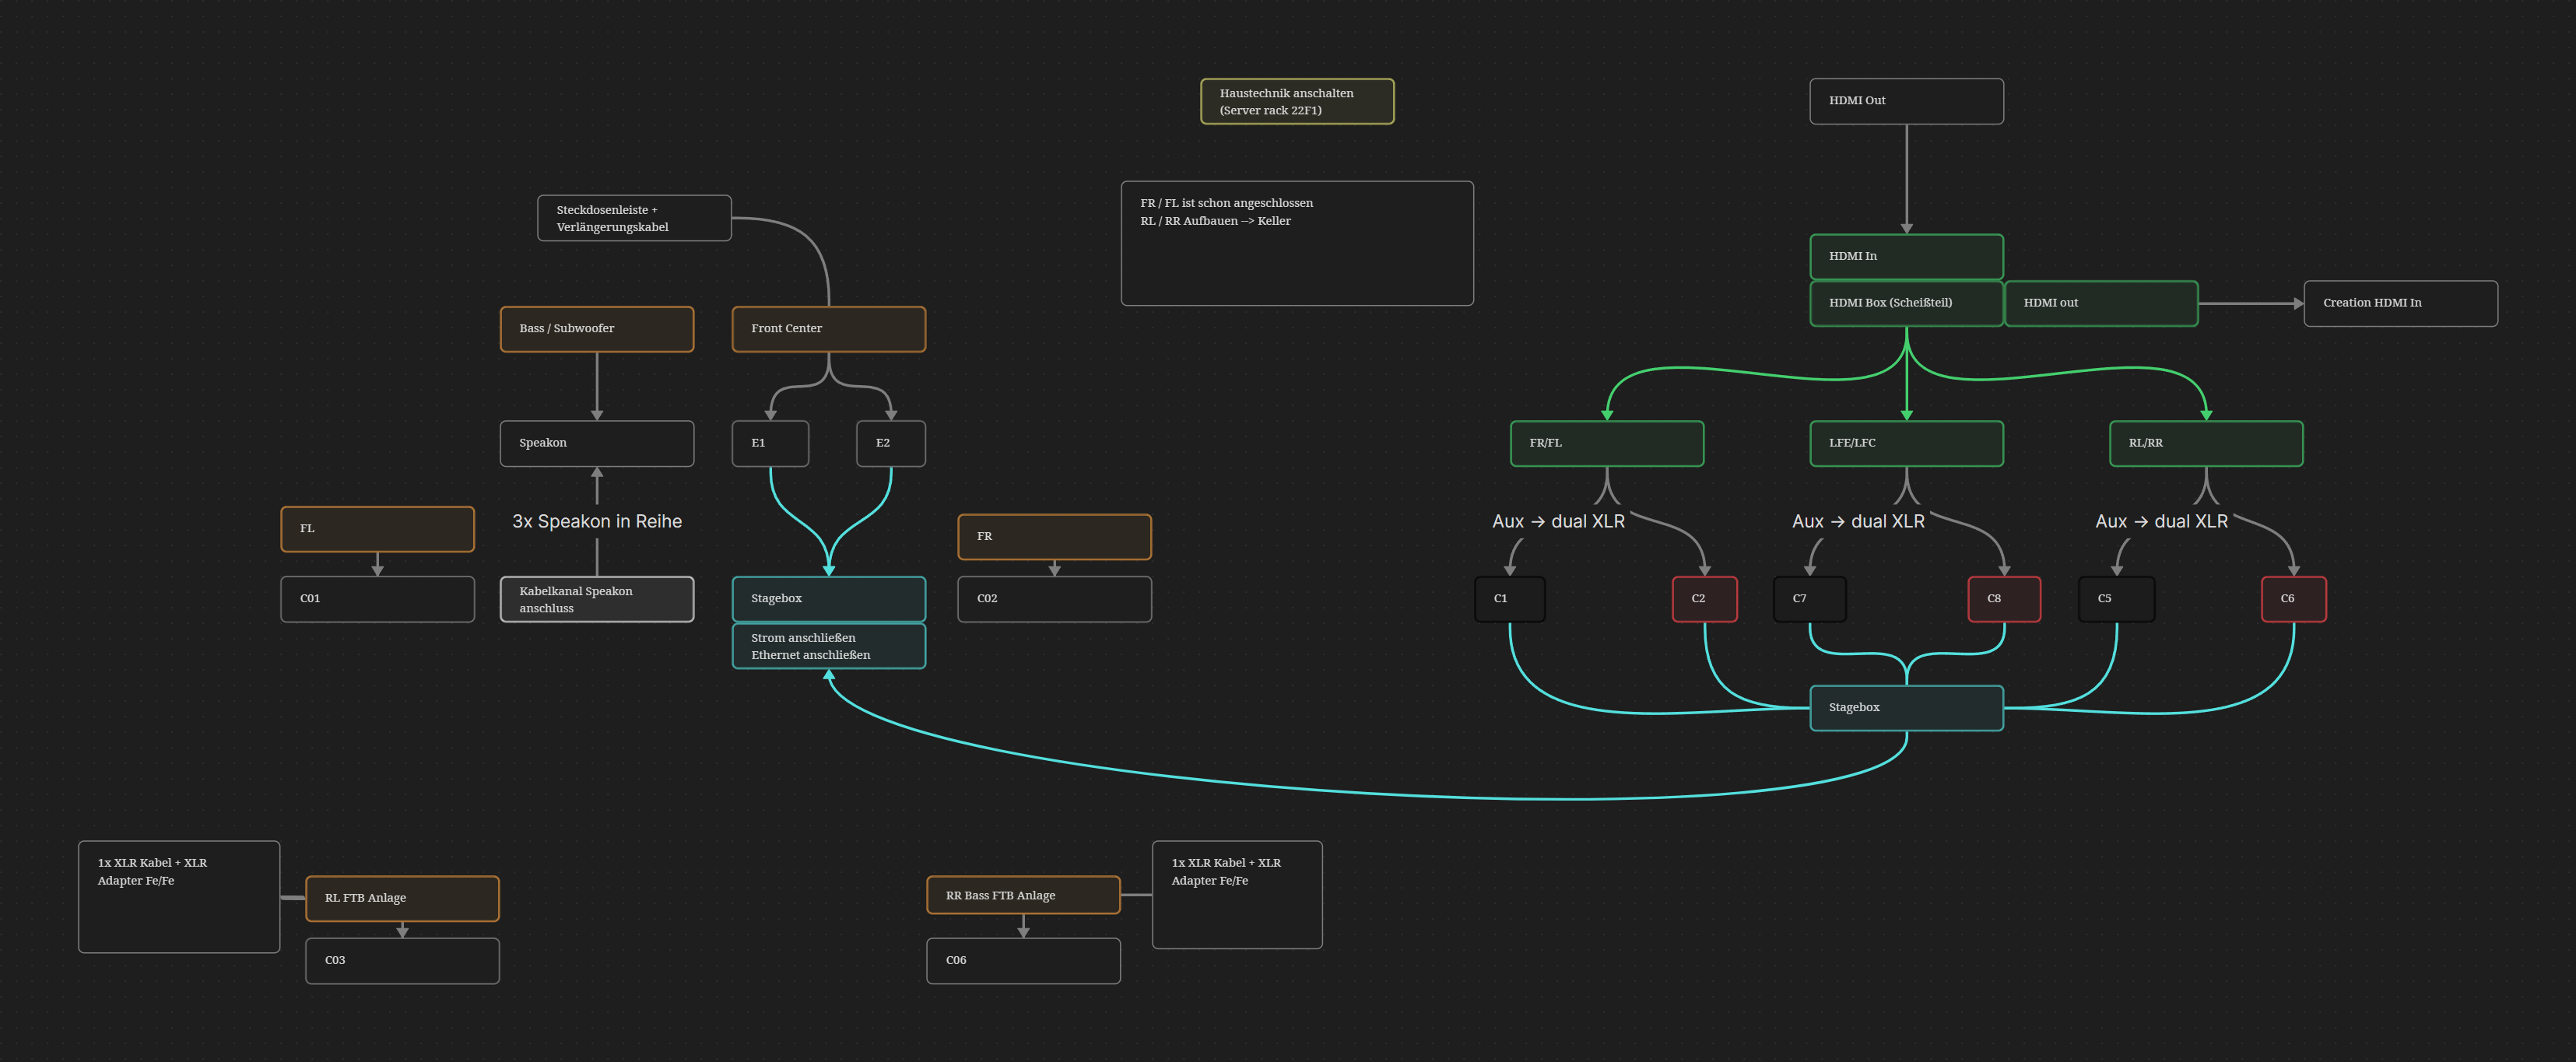 Haustechnik anschalten
(Server rack 22F1)
HDMI Out
FR / FL ist schon angeschlossen
RL / RR Aufbauen --> Keller
Steckdosenleiste +
Verlängerungskabel
HDMI In
HDMI Box (Scheißteil)
HDMI out
Creation HDMI In
Bass / Subwoofer
Front Center
Speakon
E1
E2
FR/FL
LFE/LFC
RL/RR
FL
3x Speakon in Reihe
FR
Aux → dual XLR
Aux → dual XLR
Aux → dual XLR
C01
Kabelkanal Speakon
anschluss
Stagebox
C02
C1
C2
C7
C8
C5
C6
Strom anschließen
Ethernet anschließen
Stagebox
1x XLR Kabel + XLR
Adapter Fe/Fe
RL FTB Anlage
C03
RR Bass FTB Anlage
C06
1x XLR Kabel + XLR
Adapter Fe/Fe